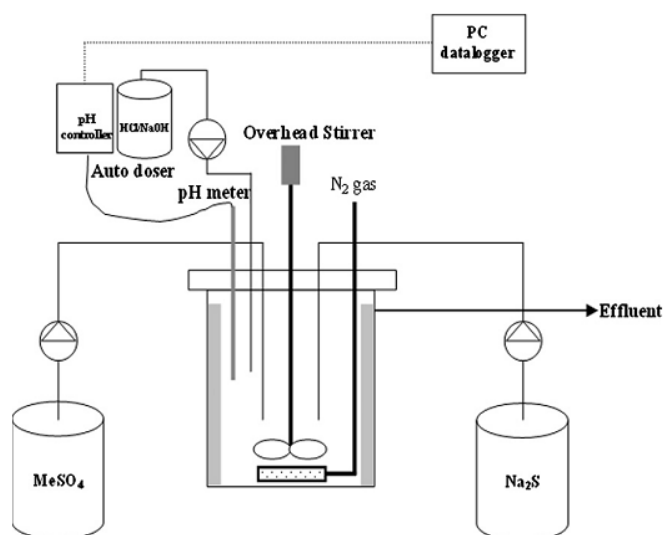 PC
datalogger
pH
controller
HCl/NaOH
Auto doser
pH meter
Overhead Stirrer
N₂ gas
Effluent
MeSO₄
Na₂S